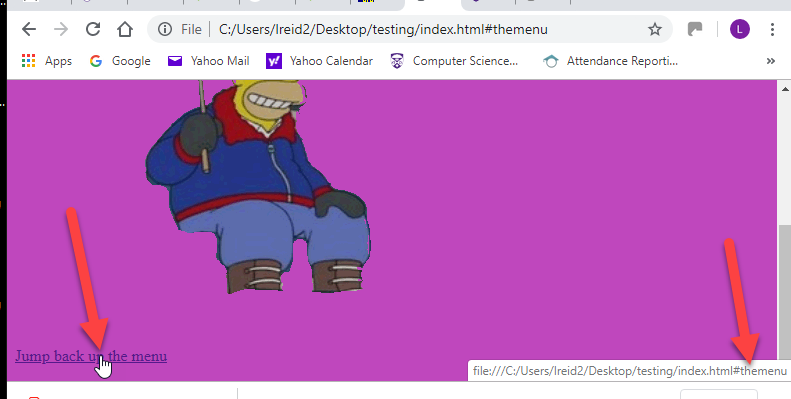 File C:/Users/lreid2/Desktop/testing/index.html#themenu L
Apps Google Yahoo Mail Yahoo Calendar Computer Science... Attendance Reporti... »
Jump back up the menu
file:///C:/Users/lreid2/Desktop/testing/index.html#themenu